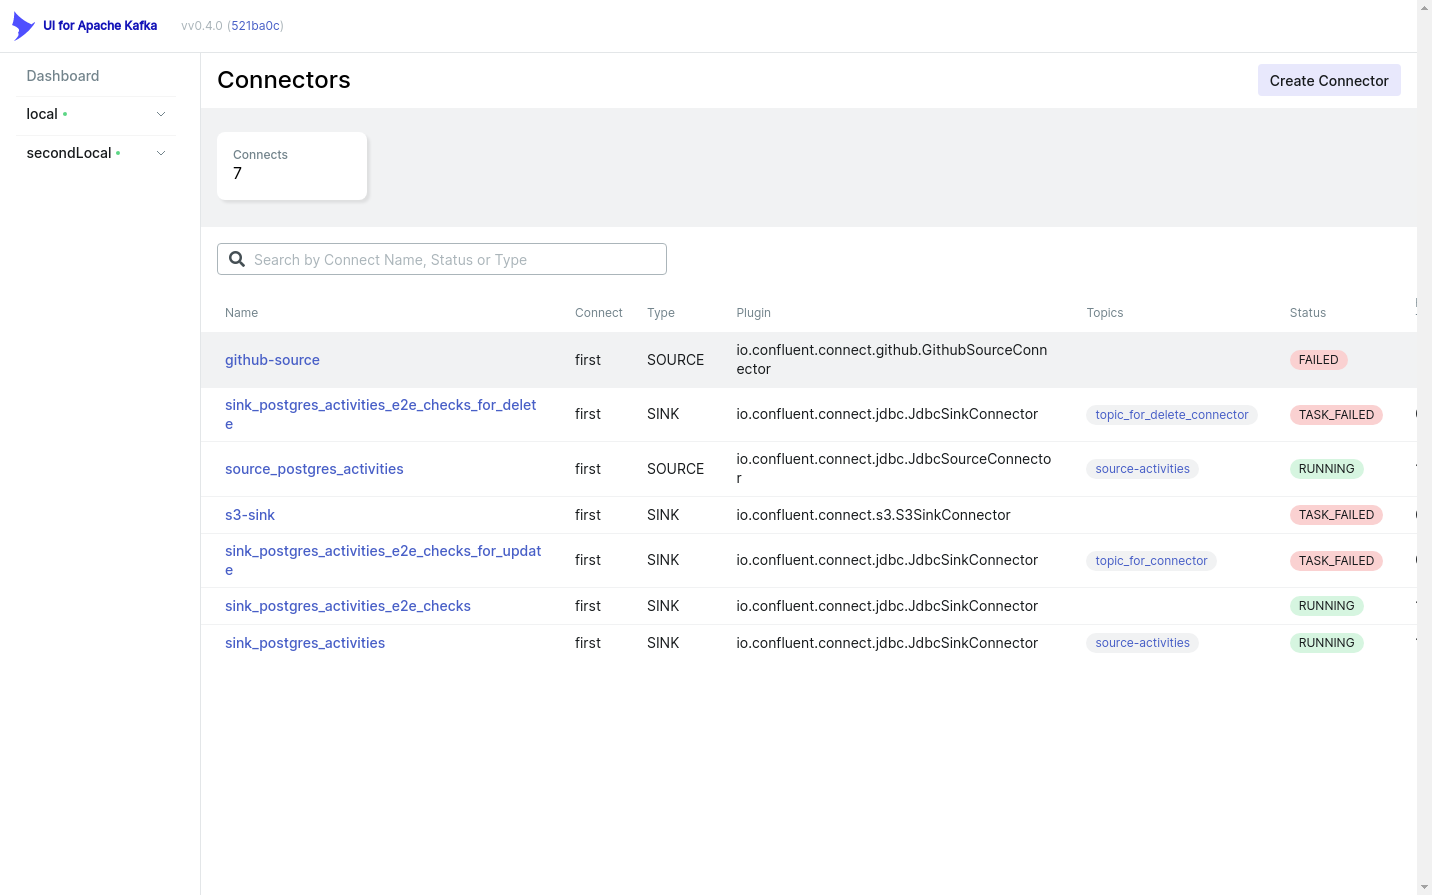 UI for Apache Kafka vv0.4.0 (521ba0c)
Dashboard
local
secondLocal
Connectors
Create Connector
Connects
7
Search by Connect Name, Status or Type
Name Connect Type Plugin Topics Status
github-source first SOURCE io.confluent.connect.github.GithubSourceConn
ector FAILED
sink_postgres_activities_e2e_checks_for_delet
e first SINK io.confluent.connect.jdbc.JdbcSinkConnector topic_for_delete_connector TASK_FAILED
source_postgres_activities first SOURCE io.confluent.connect.jdbc.JdbcSourceConnecto
r source-activities RUNNING
s3-sink first SINK io.confluent.connect.s3.S3SinkConnector TASK_FAILED
sink_postgres_activities_e2e_checks_for_updat
e first SINK io.confluent.connect.jdbc.JdbcSinkConnector topic_for_connector TASK_FAILED
sink_postgres_activities_e2e_checks first SINK io.confluent.connect.jdbc.JdbcSinkConnector RUNNING
sink_postgres_activities first SINK io.confluent.connect.jdbc.JdbcSinkConnector source-activities RUNNING